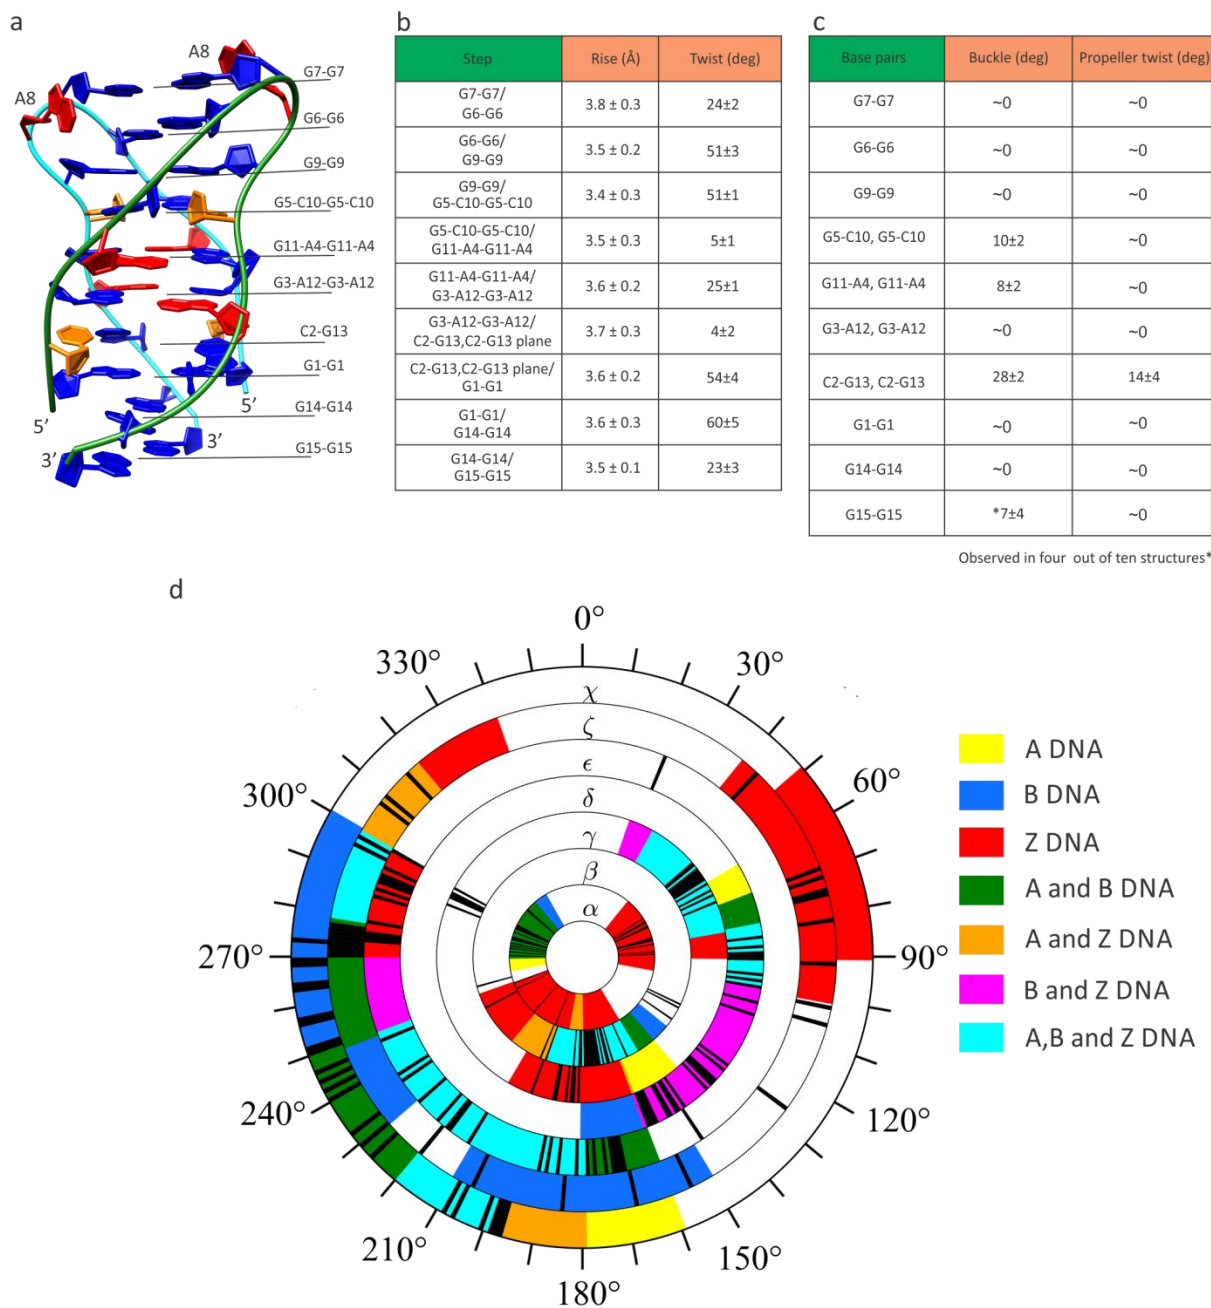 a
A8
A8
G7-G7
G6-G6
G9-G9
G5-C10-G5-C10
G11-A4-G11-A4
G3-A12-G3-A12
C2-G13
G1-G1
G14-G14
G15-G15
5’
5’
3’
3’
b
Step Rise (Å) Twist (deg)
G7-G7/
G6-G6
3.8 ± 0.3 24±2
G6-G6/
G9-G9
3.5 ± 0.2 51±3
G9-G9/
G5-C10-G5-C10
3.4 ± 0.3 51±1
G5-C10-G5-C10/
G11-A4-G11-A4
3.5 ± 0.3 5±1
G11-A4-G11-A4/
G3-A12-G3-A12
3.6 ± 0.2 25±1
G3-A12-G3-A12/
C2-G13,C2-G13 plane
3.7 ± 0.3 4±2
C2-G13,C2-G13 plane/
G1-G1
3.6 ± 0.2 54±4
G1-G1/
G14-G14
3.6 ± 0.3 60±5
G14-G14/
G15-G15
3.5 ± 0.1 23±3
c
Base pairs Buckle (deg) Propeller twist (deg)
G7-G7 ~0 ~0
G6-G6 ~0 ~0
G9-G9 ~0 ~0
G5-C10, G5-C10 10±2 ~0
G11-A4, G11-A4 8±2 ~0
G3-A12, G3-A12 ~0 ~0
C2-G13, C2-G13 28±2 14±4
G1-G1 ~0 ~0
G14-G14 ~0 ~0
G15-G15 *7±4 ~0
Observed in four out of ten structures*
d
0°
30°
60°
90°
120°
150°
180°
210°
240°
270°
300°
330°
χ
ζ
ϵ
δ
γ
β
α
A DNA
B DNA
Z DNA
A and B DNA
A and Z DNA
B and Z DNA
A,B and Z DNA